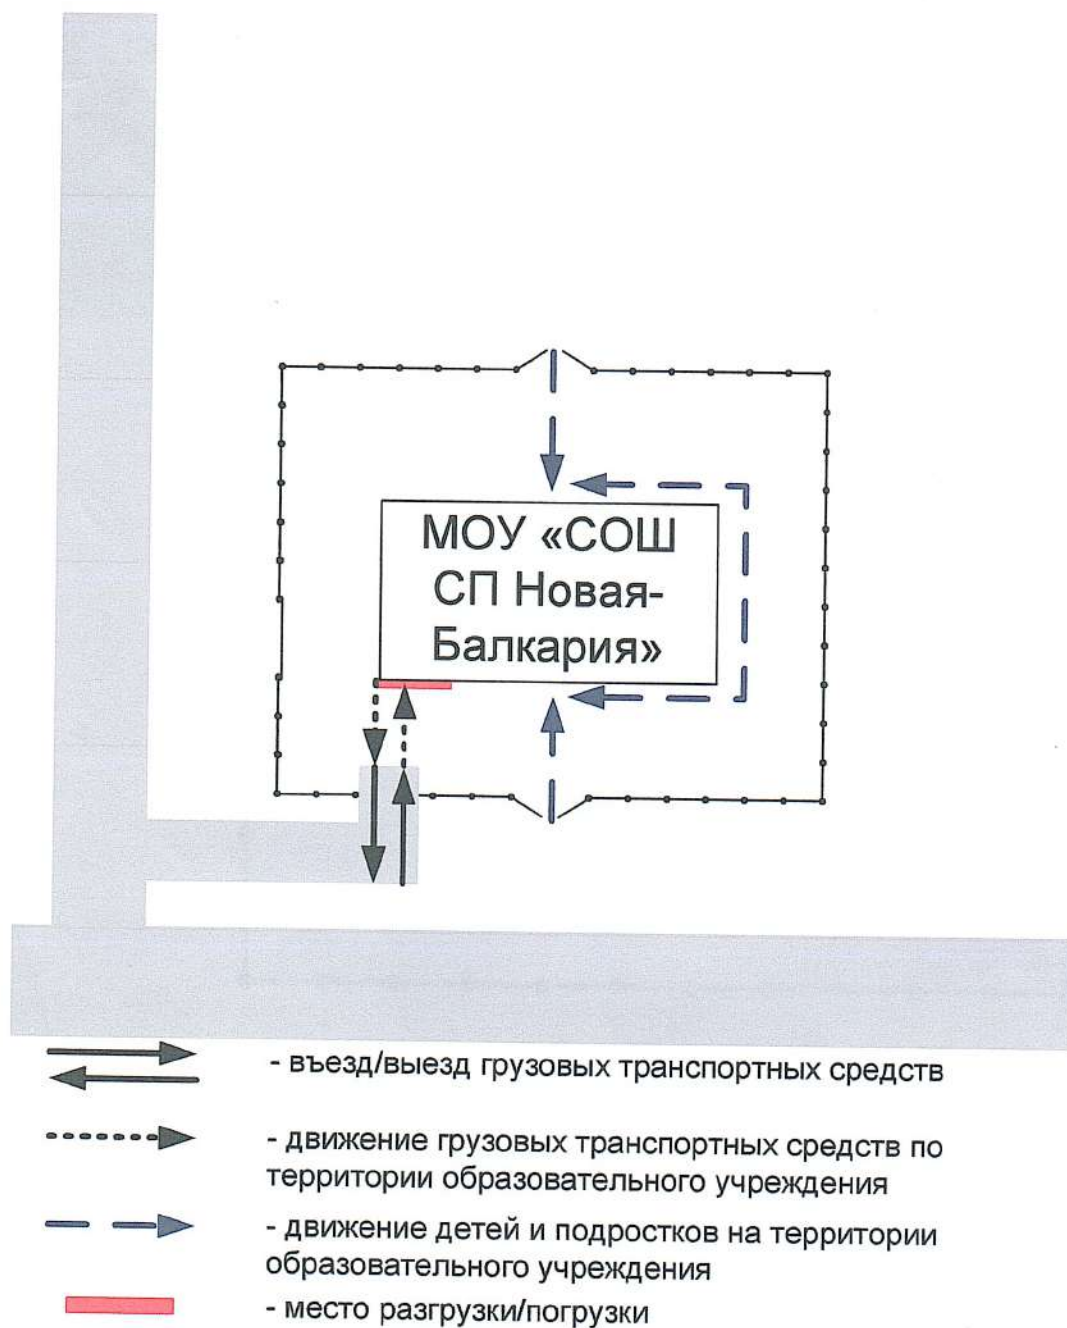 МОУ «СОШ
СП Новая-
Балкария»
- въезд/выезд грузовых транспортных средств
- движение грузовых транспортных средств по
территории образовательного учреждения
- движение детей и подростков на территории
образовательного учреждения
- место разгрузки/погрузки